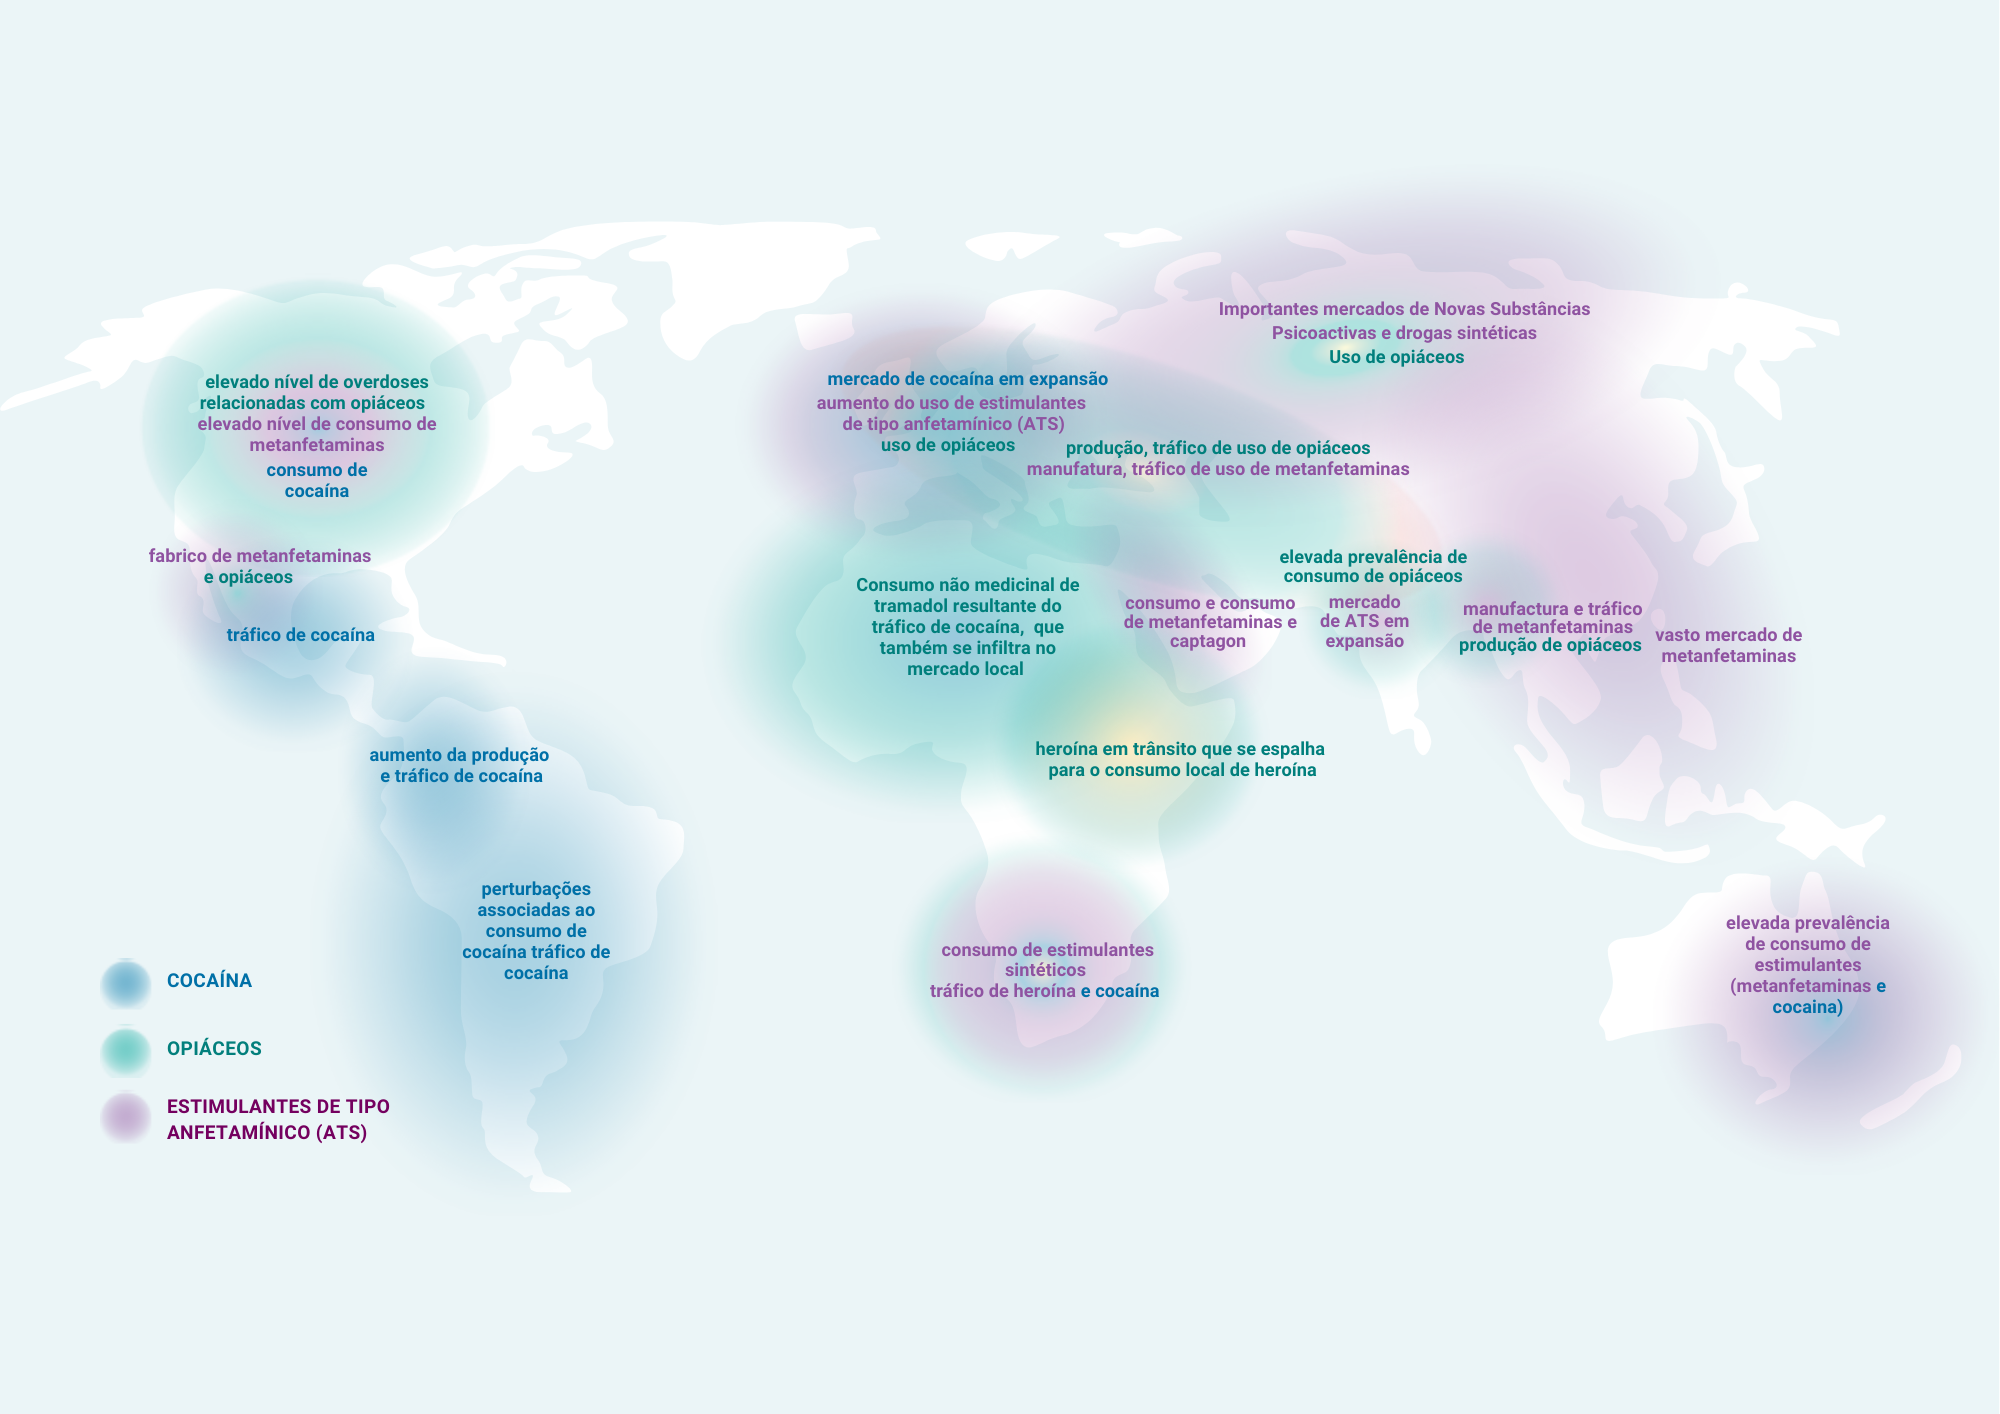 Importantes mercados de Novas Substâncias
Psicoactivas e drogas sintéticas
Uso de opiáceos
elevado nível de overdoses
relacionadas com opiáceos
elevado nível de consumo de
metanfetaminas
consumo de
cocaína
mercado de cocaína em expansão
aumento do uso de estimulantes
de tipo anfetamínico (ATS)
uso de opiáceos
produção, tráfico de uso de opiáceos
manufatura, tráfico de uso de metanfetaminas
fabrico de metanfetaminas
e opiáceos
tráfico de cocaína
Consumo não medicinal de
tramadol resultante do
tráfico de cocaína,  que
também se infiltra no
mercado local
consumo e consumo
de metanfetaminas e
captagon
elevada prevalência de
consumo de opiáceos
mercado
de ATS em
expansão
manufactura e tráfico
de metanfetaminas
produção de opiáceos
vasto mercado de
metanfetaminas
aumento da produção
e tráfico de cocaína
heroína em trânsito que se espalha
para o consumo local de heroína
perturbações
associadas ao
consumo de
cocaína tráfico de
cocaína
consumo de estimulantes
sintéticos
tráfico de heroína e cocaína
elevada prevalência
de consumo de
estimulantes
(metanfetaminas e
cocaina)
COCAÍNA
OPIÁCEOS
ESTIMULANTES DE TIPO
ANFETAMÍNICO (ATS)